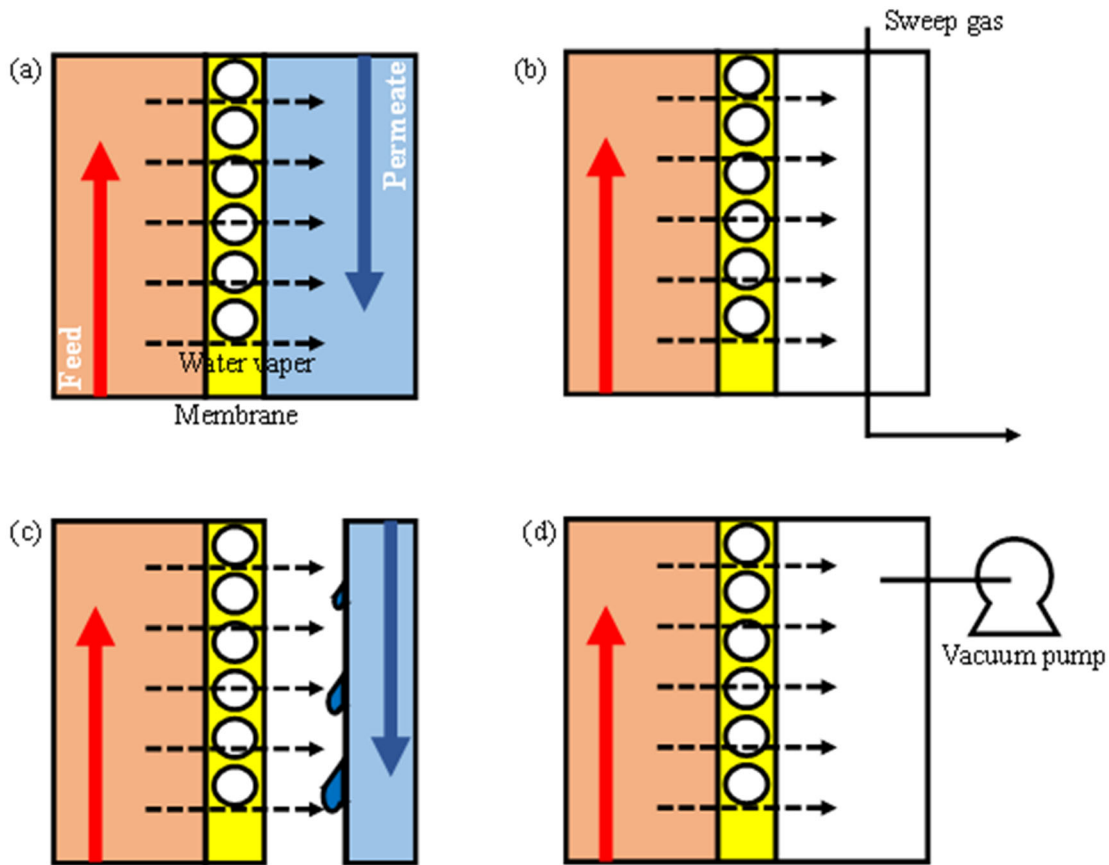 (a)
Feed
Permeate
Water vaper
Membrane
(b)
Sweep gas
(c)
(d)
Vacuum pump